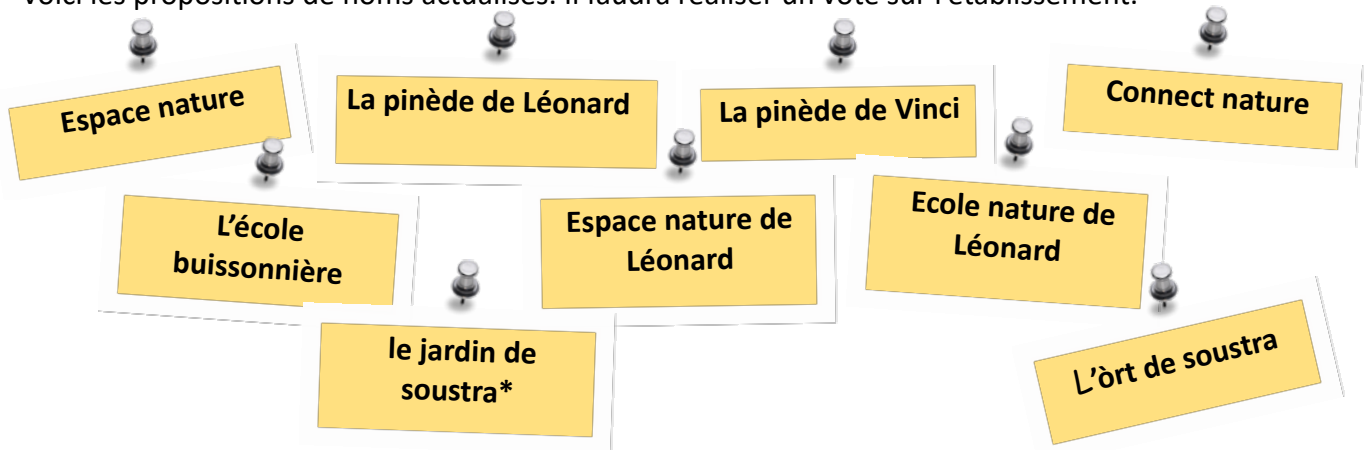 Voici les propositions de noms actualisés. Il faudra réaliser un vote sur l'établissement.
Espace nature
La pinède de Léonard
La pinède de Vinci
Connect nature
L'école
buissonnière
Espace nature de
Léonard
Ecole nature de
Léonard
le jardin de
soustra*
L'òrt de soustra